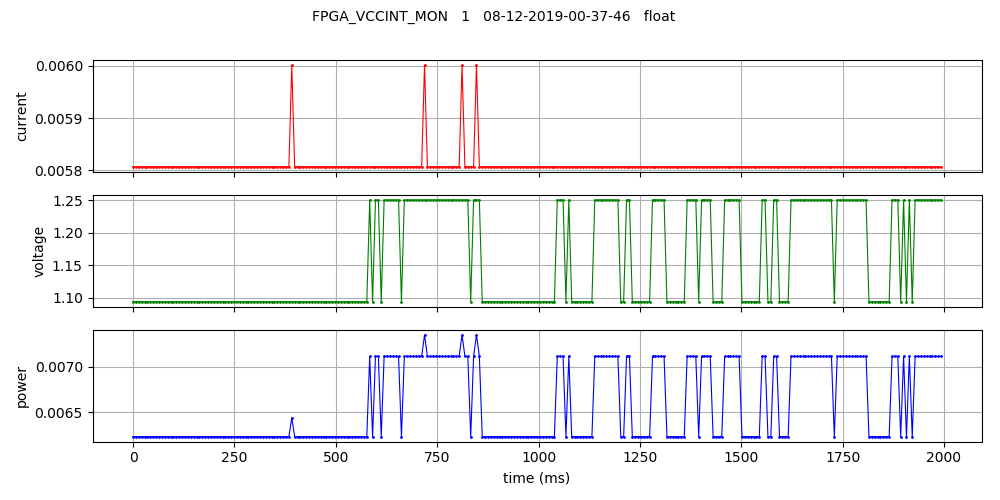 FPGA_VCCINT_MON 1 08-12-2019-00-37-46 float
0.0060
0.0059
0.0058
current
1.25
1.20
1.15
1.10
voltage
0.0070
0.0065
power
0 250 500 750 1000 1250 1500 1750 2000
time (ms)